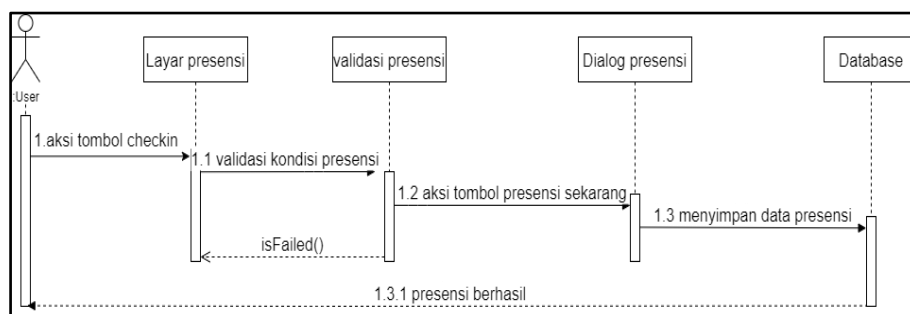 Layar presensi
validasi presensi
Dialog presensi
Database
:User
1.aksi tombol checkin
1.1 validasi kondisi presensi
1.2 aksi tombol presensi sekarang
1.3 menyimpan data presensi
isFailed()
1.3.1 presensi berhasil